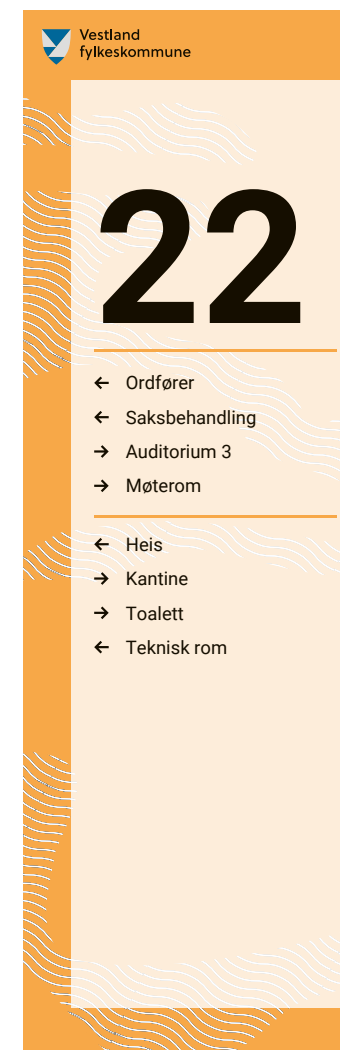 Vestland
fylkeskommune
22
← Ordfører
← Saksbehandling
→ Auditorium 3
→ Møterom
← Heis
→ Kantine
→ Toalett
← Teknisk rom